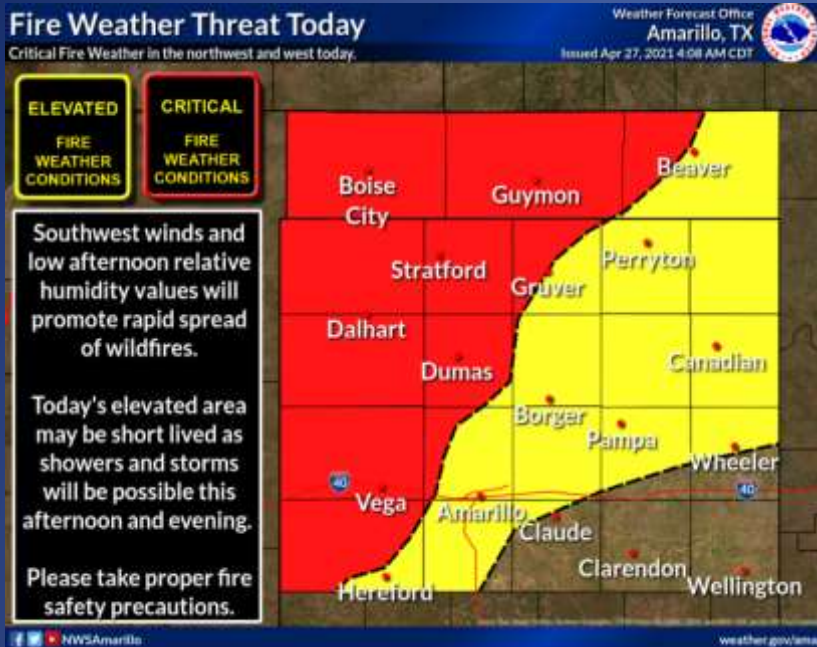 Fire Weather Threat Today
Critical Fire Weather in the northwest and west today.
Weather Forecast Office
Amarillo, TX
Issued Apr 27, 2021 4:08 AM CDT
ELEVATED
FIRE
WEATHER
CONDITIONS
CRITICAL
FIRE
WEATHER
CONDITIONS
Southwest winds and
low afternoon relative
humidity values will
promote rapid spread
of wildfires.
Today's elevated area
may be short lived as
showers and storms
will be possible this
afternoon and evening.
Please take proper fire
safety precautions.
Beaver
Boise
City
Guymon
Perryton
Stratford
Gruver
Dalhart
Canadian
Dumas
Borger
Pampa
Wheeler
40
Vega
Amarillo
40
Claude
Clarendon
Hereford
Wellington
NWSAmarillo
weather.gov/ama